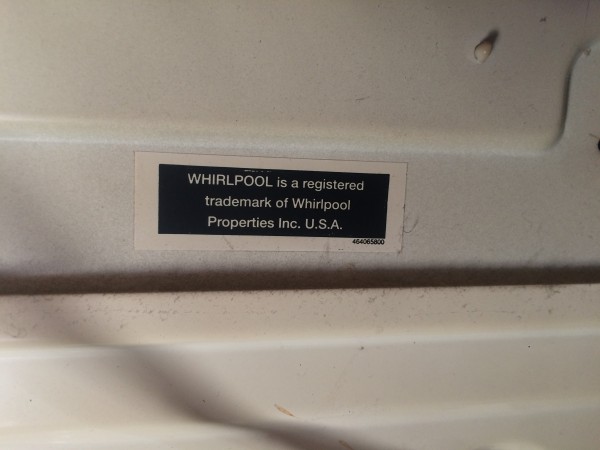 WHIRLPOOL is a registered
trademark of Whirlpool
Properties Inc. U.S.A.
464065800